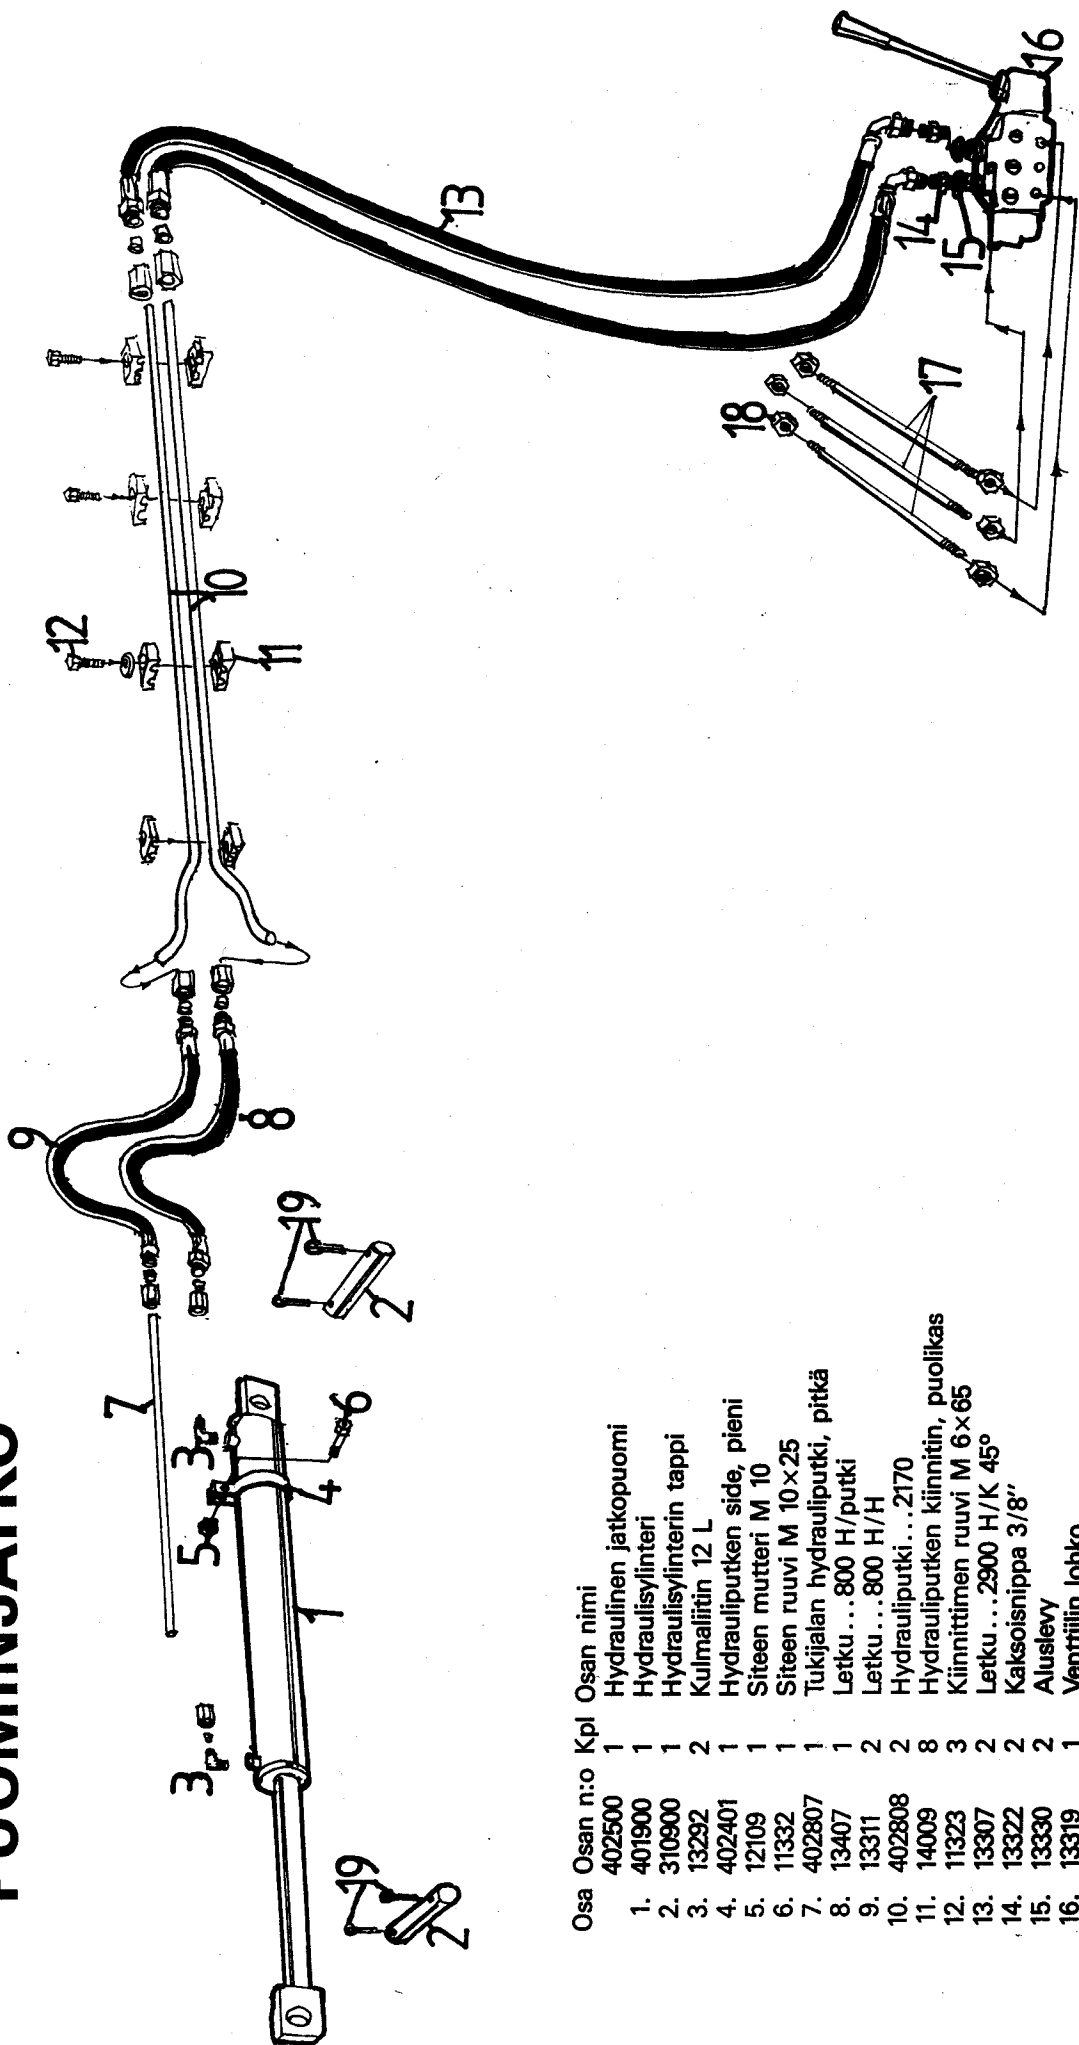 PUOMINJATKO
16
13
14
15
17
18
10
12
11
9
8
19
2
7
3
6
4
5
1
3
19
2
Osa Osan n:o Kpl Osan nimi
402500 1 Hydraulinen jatkopuomi
1. 401900 1 Hydraulisylinteri
2. 310900 1 Hydraulisylinterin tappi
3. 13292 2 Kulmaliitin 12 L
4. 402401 1 Hydrauliputken side, pieni
5. 12109 1 Siteen mutteri M 10
6. 11332 1 Siteen ruuvi M 10×25
7. 402807 1 Tukijalan hydrauliputki, pitkä
8. 13407 1 Letku...800 H/putki
9. 13311 2 Letku...800 H/H
10. 402808 2 Hydrauliputki...2170
11. 14009 8 Hydrauliputken kiinnitin, puolikas
12. 11323 3 Kiinnittimen ruuvi M 6×65
13. 13307 2 Letku...2900 H/K 45°
14. 13322 2 Kaksoisnippa 3/8″
15. 13330 2 Aluslevy
16. 13319 1 Venttiilin lohko